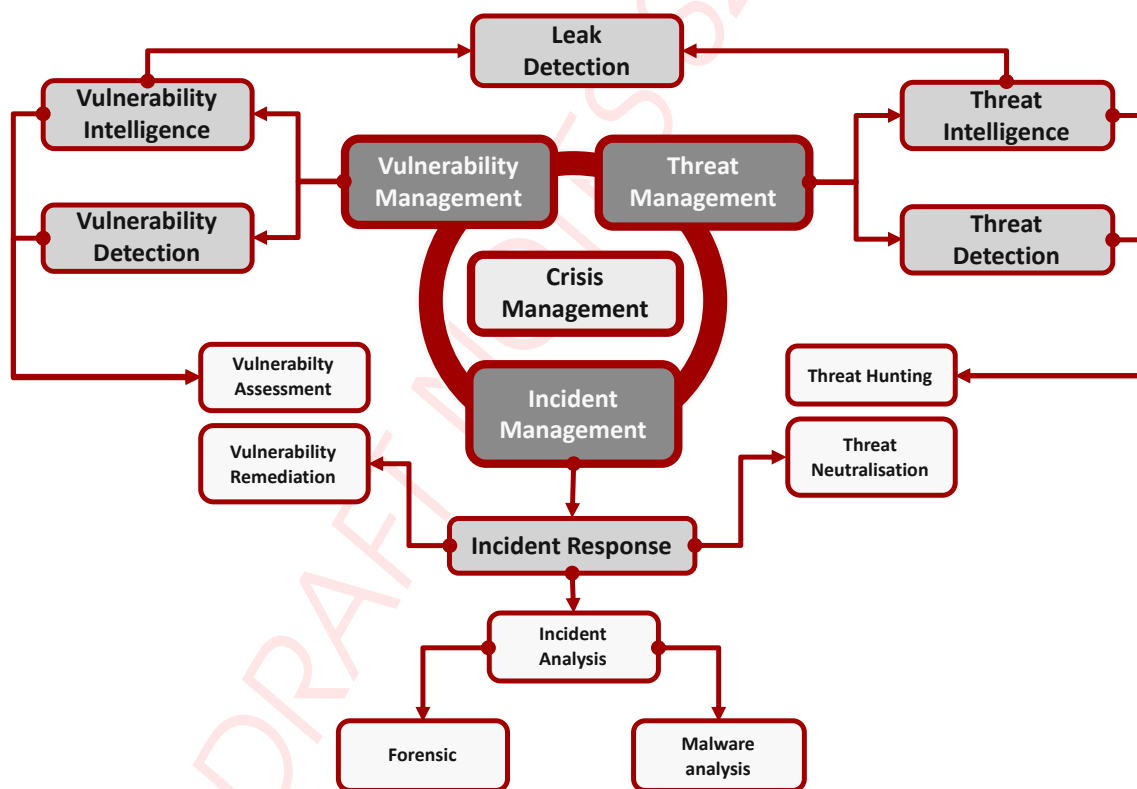 Leak
Detection
Vulnerability
Intelligence
Threat
Intelligence
Vulnerability
Management
Threat
Management
Vulnerability
Detection
Threat
Detection
Crisis
Management
Vulnerabilty
Assessment
Threat Hunting
Incident
Management
Vulnerability
Remediation
Threat
Neutralisation
Incident Response
Incident
Analysis
Forensic
Malware
analysis
DRAFT